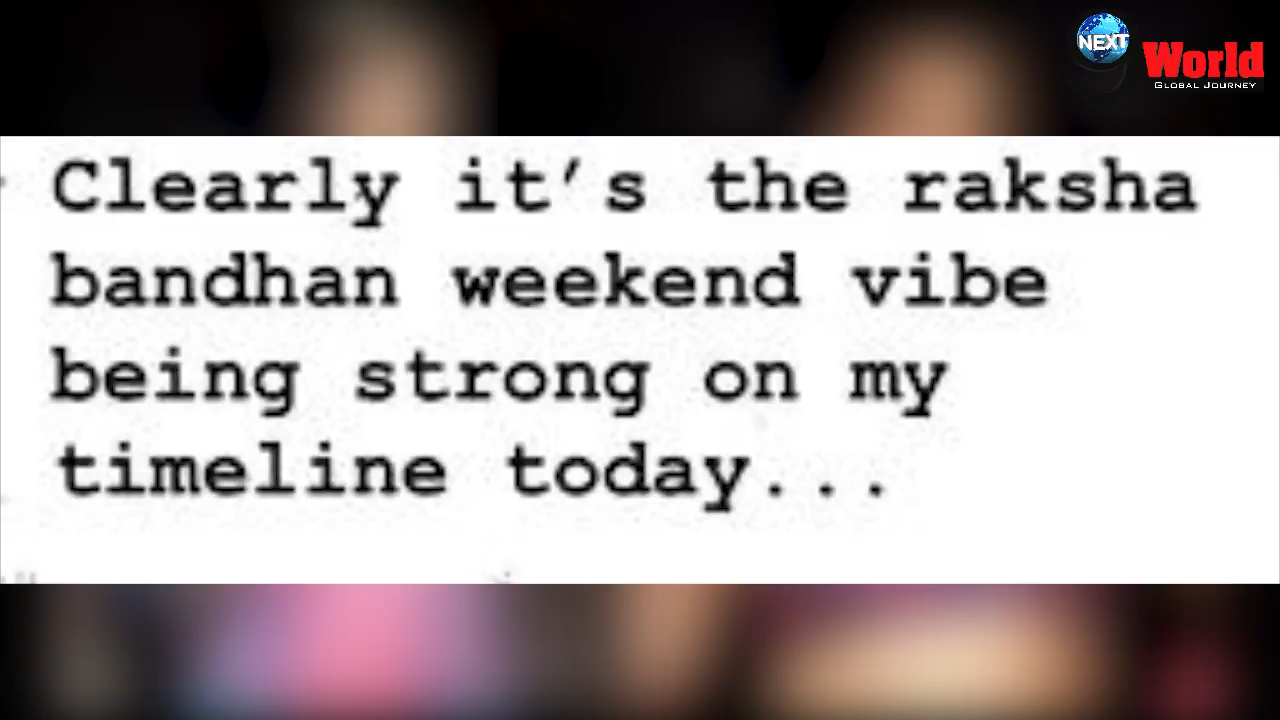 NEXT
World
GLOBAL JOURNEY
Clearly it's the raksha
bandhan weekend vibe
being strong on my
timeline today...